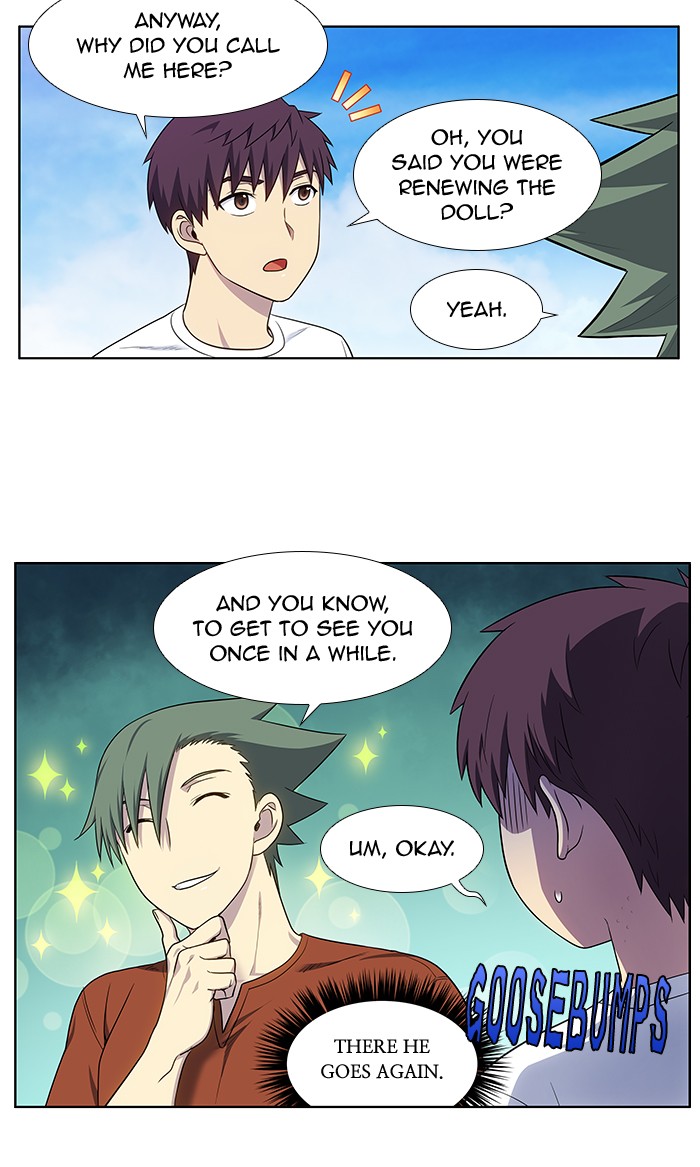 ANYWAY,
WHY DID YOU CALL
ME HERE?
OH, YOU
SAID YOU WERE
RENEWING THE
DOLL?
YEAH.
AND YOU KNOW,
TO GET TO SEE YOU
ONCE IN A WHILE.
UM, OKAY.
GOOSEBUMPS
THERE HE
GOES AGAIN.